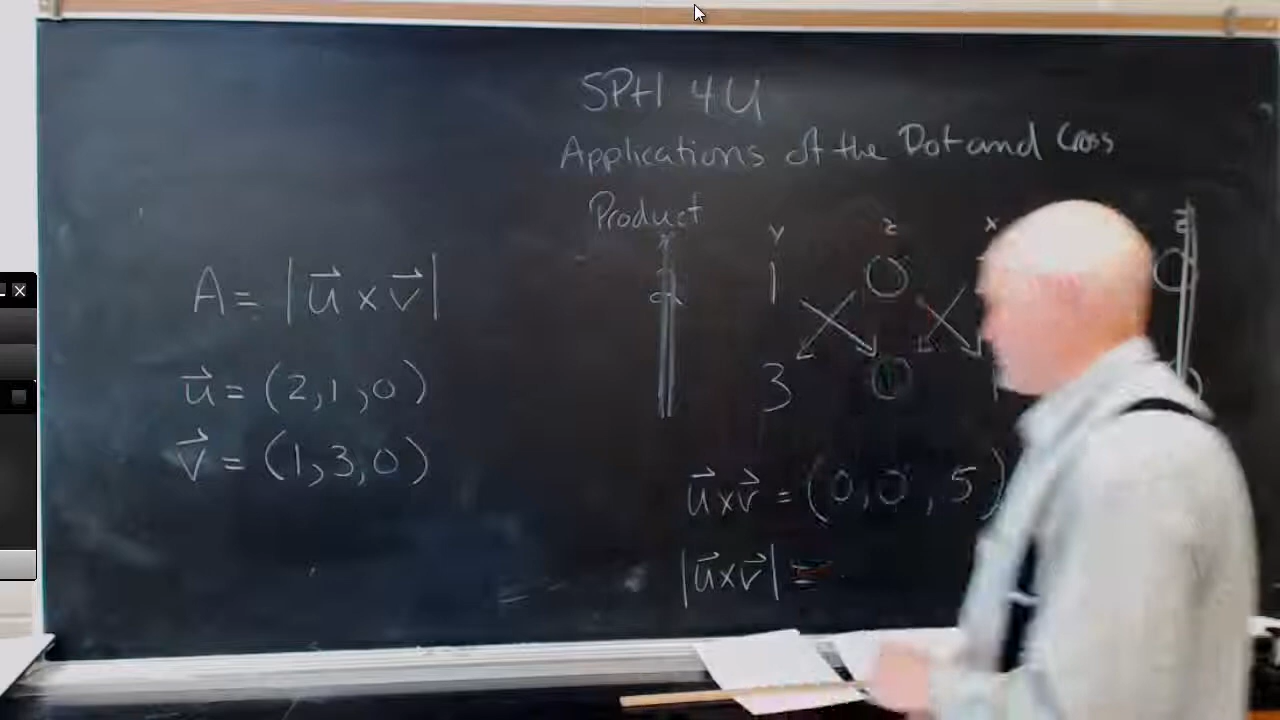 SPH 4U
Applications of the Dot and Cross
Product
A = |u⃗ x v⃗|
u⃗ = (2,1,0)
v⃗ = (1,3,0)
y z x z
1 0 0
3 0
u⃗ x v⃗ = (0,0,5)
|u⃗ x v⃗| =